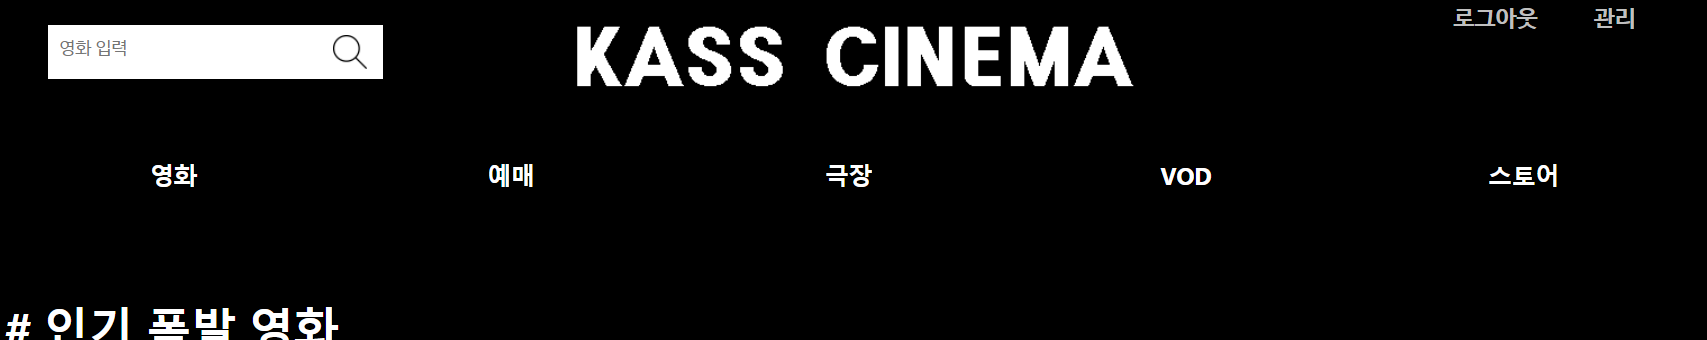 로그아웃 관리
영화 입력
KASS CINEMA
영화 예매 극장 VOD 스토어
# 인기 폭발 영화